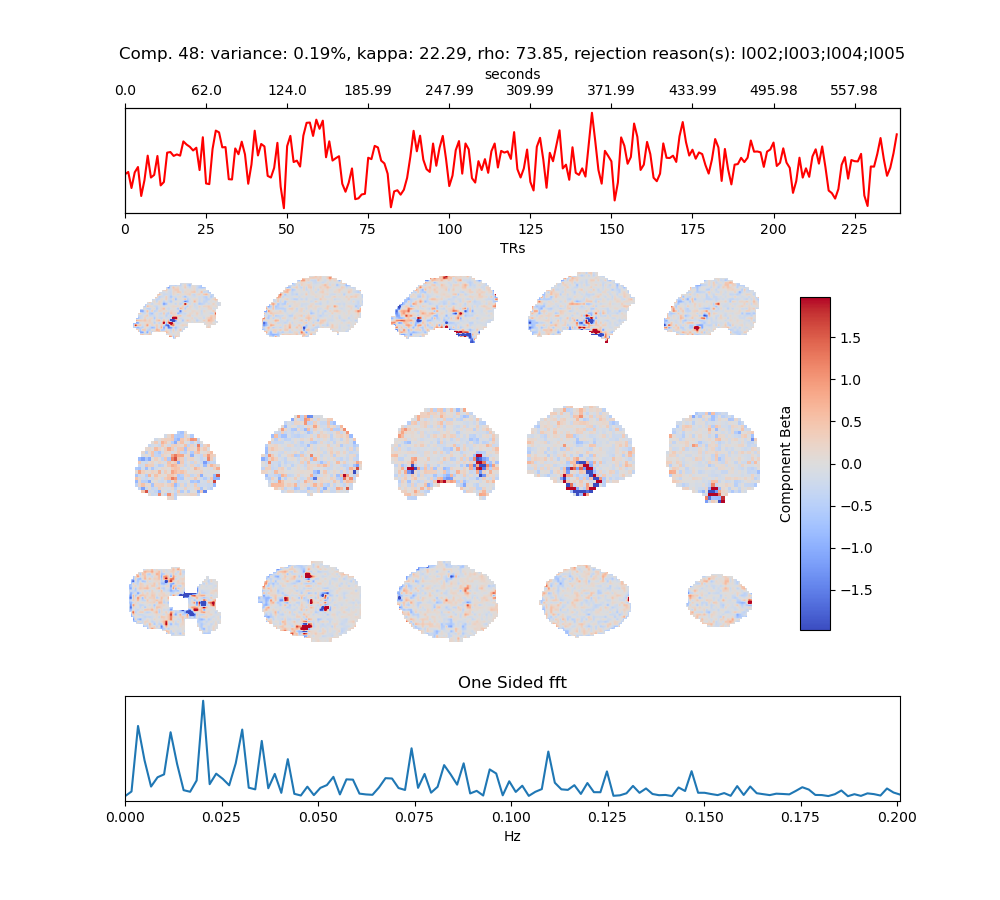 Comp. 48: variance: 0.19%, kappa: 22.29, rho: 73.85, rejection reason(s): I002;I003;I004;I005
seconds
0.0 62.0 124.0 185.99 247.99 309.99 371.99 433.99 495.98 557.98
0 25 50 75 100 125 150 175 200 225
TRs
1.5
1.0
0.5
0.0
−0.5
−1.0
−1.5
Component Beta
One Sided fft
0.000 0.025 0.050 0.075 0.100 0.125 0.150 0.175 0.200
Hz